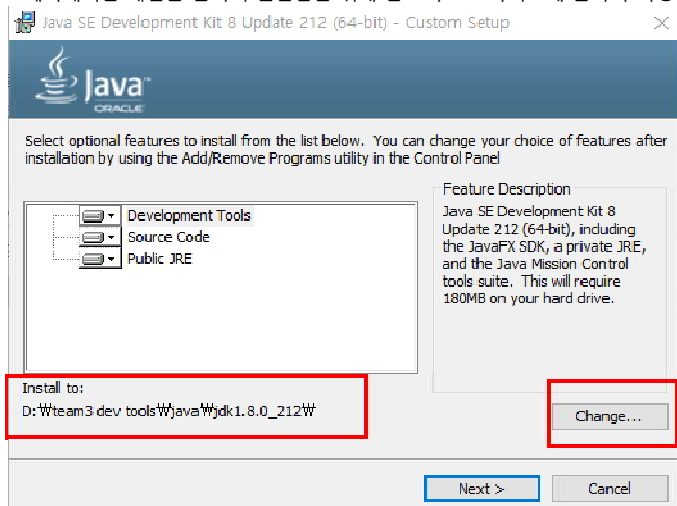 Java SE Development Kit 8 Update 212 (64-bit) - Custom Setup
Java™
ORACLE
Select optional features to install from the list below. You can change your choice of features after
installation by using the Add/Remove Programs utility in the Control Panel
Development Tools
Source Code
Public JRE
Feature Description
Java SE Development Kit 8
Update 212 (64-bit), including
the JavaFX SDK, a private JRE,
and the Java Mission Control
tools suite. This will require
180MB on your hard drive.
Install to:
D:₩team3 dev tools₩java₩jdk1.8.0_212₩
Change...
Next >
Cancel